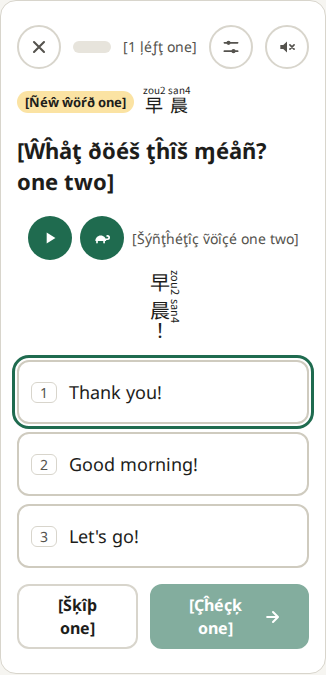 [1 ļéƒţ one]
[Ñéŵ ŵöŕð one]
zou2 san4
早 晨
[Ŵĥåţ ðöéš ţĥîš ɱéåñ?
one two]
[Šýñţĥéţîç vöîçé one two]
早晨！
zou2 san4
1 Thank you!
2 Good morning!
3 Let's go!
[Šķîþ
one]
[Çĥéçķ
one]